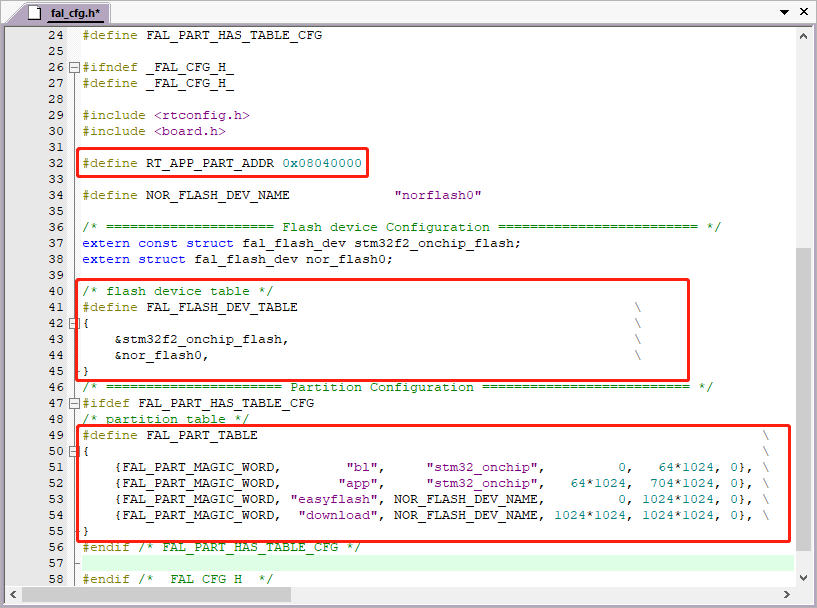 fal_cfg.h*
24 #define FAL_PART_HAS_TABLE_CFG
25
26 #ifndef _FAL_CFG_H_
27 #define _FAL_CFG_H_
28
29 #include <rtconfig.h>
30 #include <board.h>
31
32 #define RT_APP_PART_ADDR 0x08040000
33
34 #define NOR_FLASH_DEV_NAME "norflash0"
35
36 /* ===================== Flash device Configuration ========================= */
37 extern const struct fal_flash_dev stm32f2_onchip_flash;
38 extern struct fal_flash_dev nor_flash0;
39
40 /* flash device table */
41 #define FAL_FLASH_DEV_TABLE \
42 { \
43 &stm32f2_onchip_flash, \
44 &nor_flash0, \
45 }
46 /* ====================== Partition Configuration ========================== */
47 #ifdef FAL_PART_HAS_TABLE_CFG
48 /* partition table */
49 #define FAL_PART_TABLE \
50 { \
51 {FAL_PART_MAGIC_WORD, "bl", "stm32_onchip", 0, 64*1024, 0}, \
52 {FAL_PART_MAGIC_WORD, "app", "stm32_onchip", 64*1024, 704*1024, 0}, \
53 {FAL_PART_MAGIC_WORD, "easyflash", NOR_FLASH_DEV_NAME, 0, 1024*1024, 0}, \
54 {FAL_PART_MAGIC_WORD, "download", NOR_FLASH_DEV_NAME, 1024*1024, 1024*1024, 0}, \
55 }
56 #endif /* FAL_PART_HAS_TABLE_CFG */
57
58 #endif /* FAL CFG H */